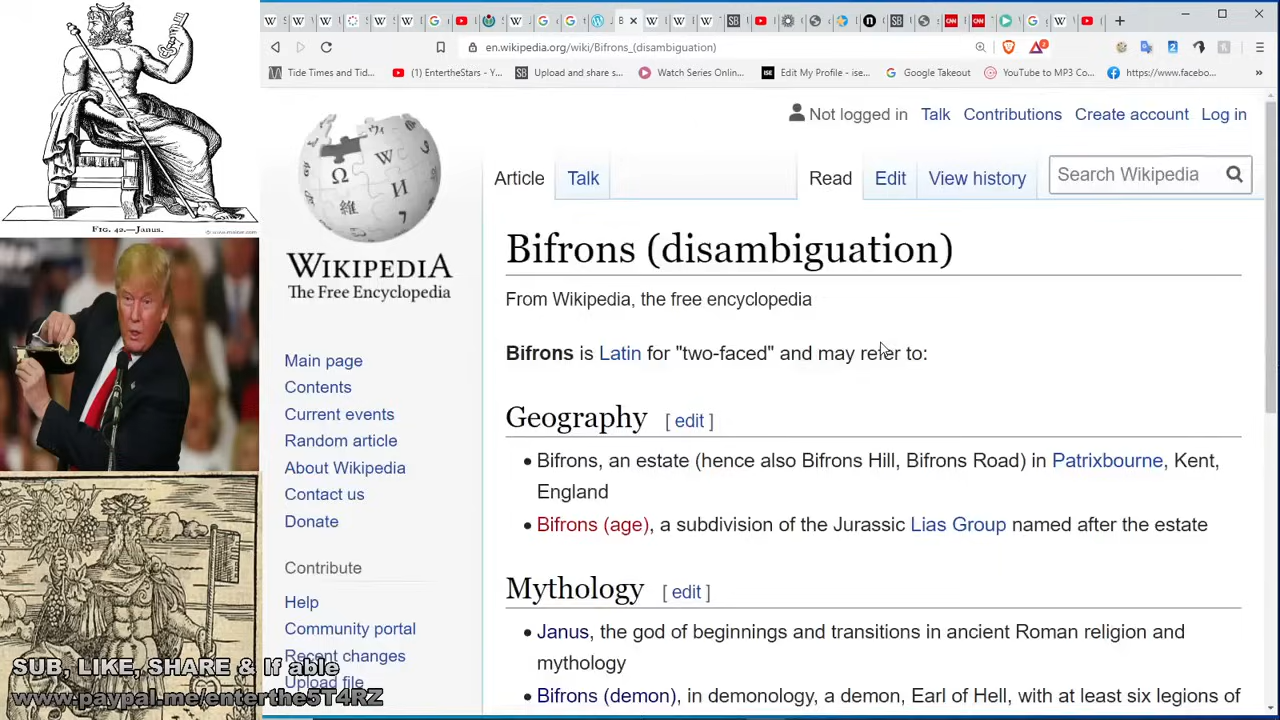 en.wikipedia.org/wiki/Bifrons_(disambiguation)
Tide Times and Tid...
(1) EntertheStars - Y...
Upload and share s...
Watch Series Onlin...
Edit My Profile - ise...
Google Takeout
YouTube to MP3 Co...
https://www.facebo...
FIG. 42.—Janus.
Not logged in Talk Contributions Create account Log in
Article Talk Read Edit View history Search Wikipedia
WIKIPEDIA
The Free Encyclopedia
Main page
Contents
Current events
Random article
About Wikipedia
Contact us
Donate
Contribute
Help
Community portal
Recent changes
Upload file
Bifrons (disambiguation)
From Wikipedia, the free encyclopedia
Bifrons is Latin for "two-faced" and may refer to:
Geography [ edit ]
Bifrons, an estate (hence also Bifrons Hill, Bifrons Road) in Patrixbourne, Kent,
England
Bifrons (age), a subdivision of the Jurassic Lias Group named after the estate
Mythology [ edit ]
Janus, the god of beginnings and transitions in ancient Roman religion and
mythology
Bifrons (demon), in demonology, a demon, Earl of Hell, with at least six legions of
SUB, LIKE, SHARE & If able
www.paypal.me/enterthe5T4RZ